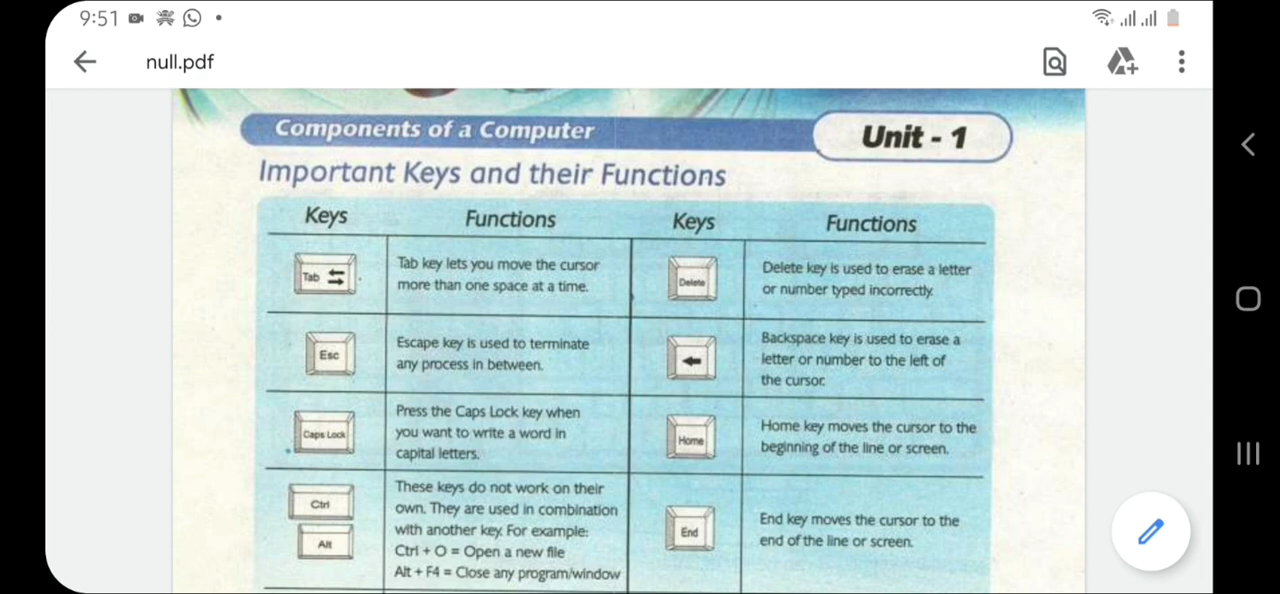 9:51
null.pdf
Components of a Computer
Unit - 1
Important Keys and their Functions
Keys Functions Keys Functions
Tab
Tab key lets you move the cursor
more than one space at a time.
Delete
Delete key is used to erase a letter
or number typed incorrectly.
Esc
Escape key is used to terminate
any process in between.
Backspace key is used to erase a
letter or number to the left of
the cursor.
Caps Lock
Press the Caps Lock key when
you want to write a word in
capital letters.
Home
Home key moves the cursor to the
beginning of the line or screen.
Ctrl
Alt
These keys do not work on their
own. They are used in combination
with another key. For example:
Ctrl + O = Open a new file
Alt + F4 = Close any program/window
End
End key moves the cursor to the
end of the line or screen.